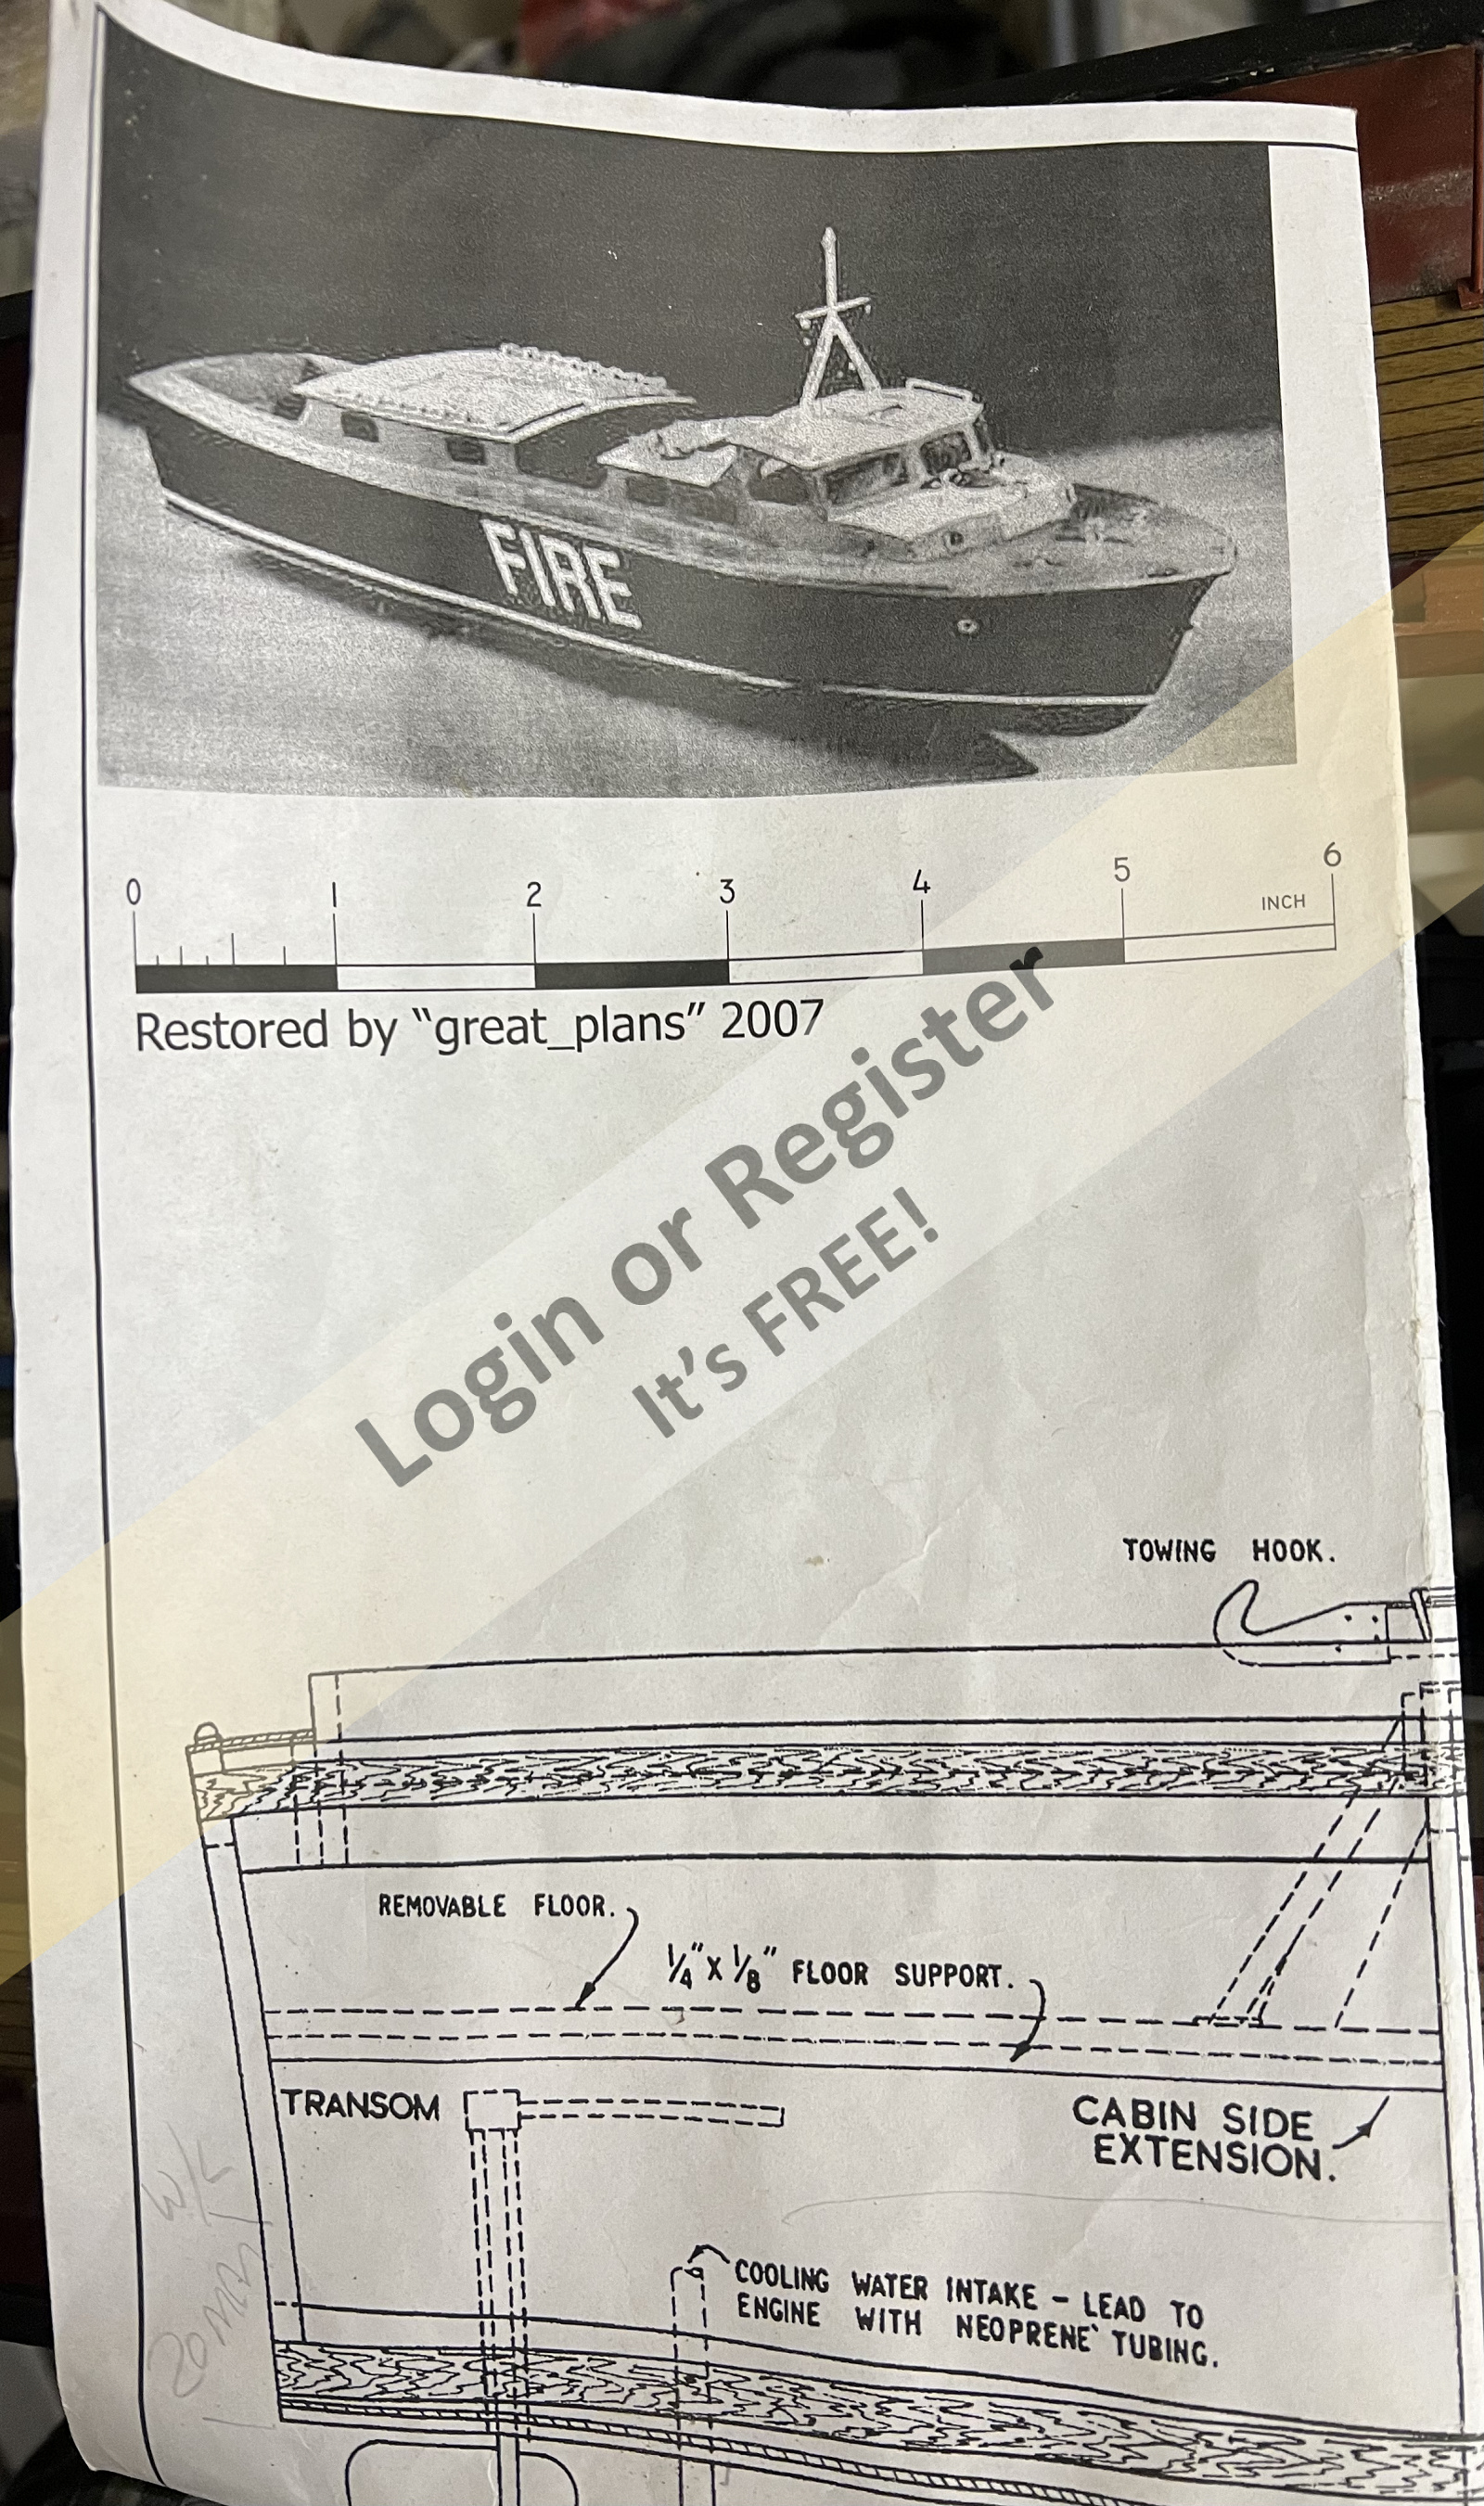 FIRE
0 1 2 3 4 5 6
INCH
Restored by “great_plans” 2007
Login or Register
It’s FREE!
TOWING HOOK.
REMOVABLE FLOOR.
1/4" X 1/8" FLOOR SUPPORT.
TRANSOM
CABIN SIDE
EXTENSION.
COOLING WATER INTAKE – LEAD TO
ENGINE WITH NEOPRENE TUBING.